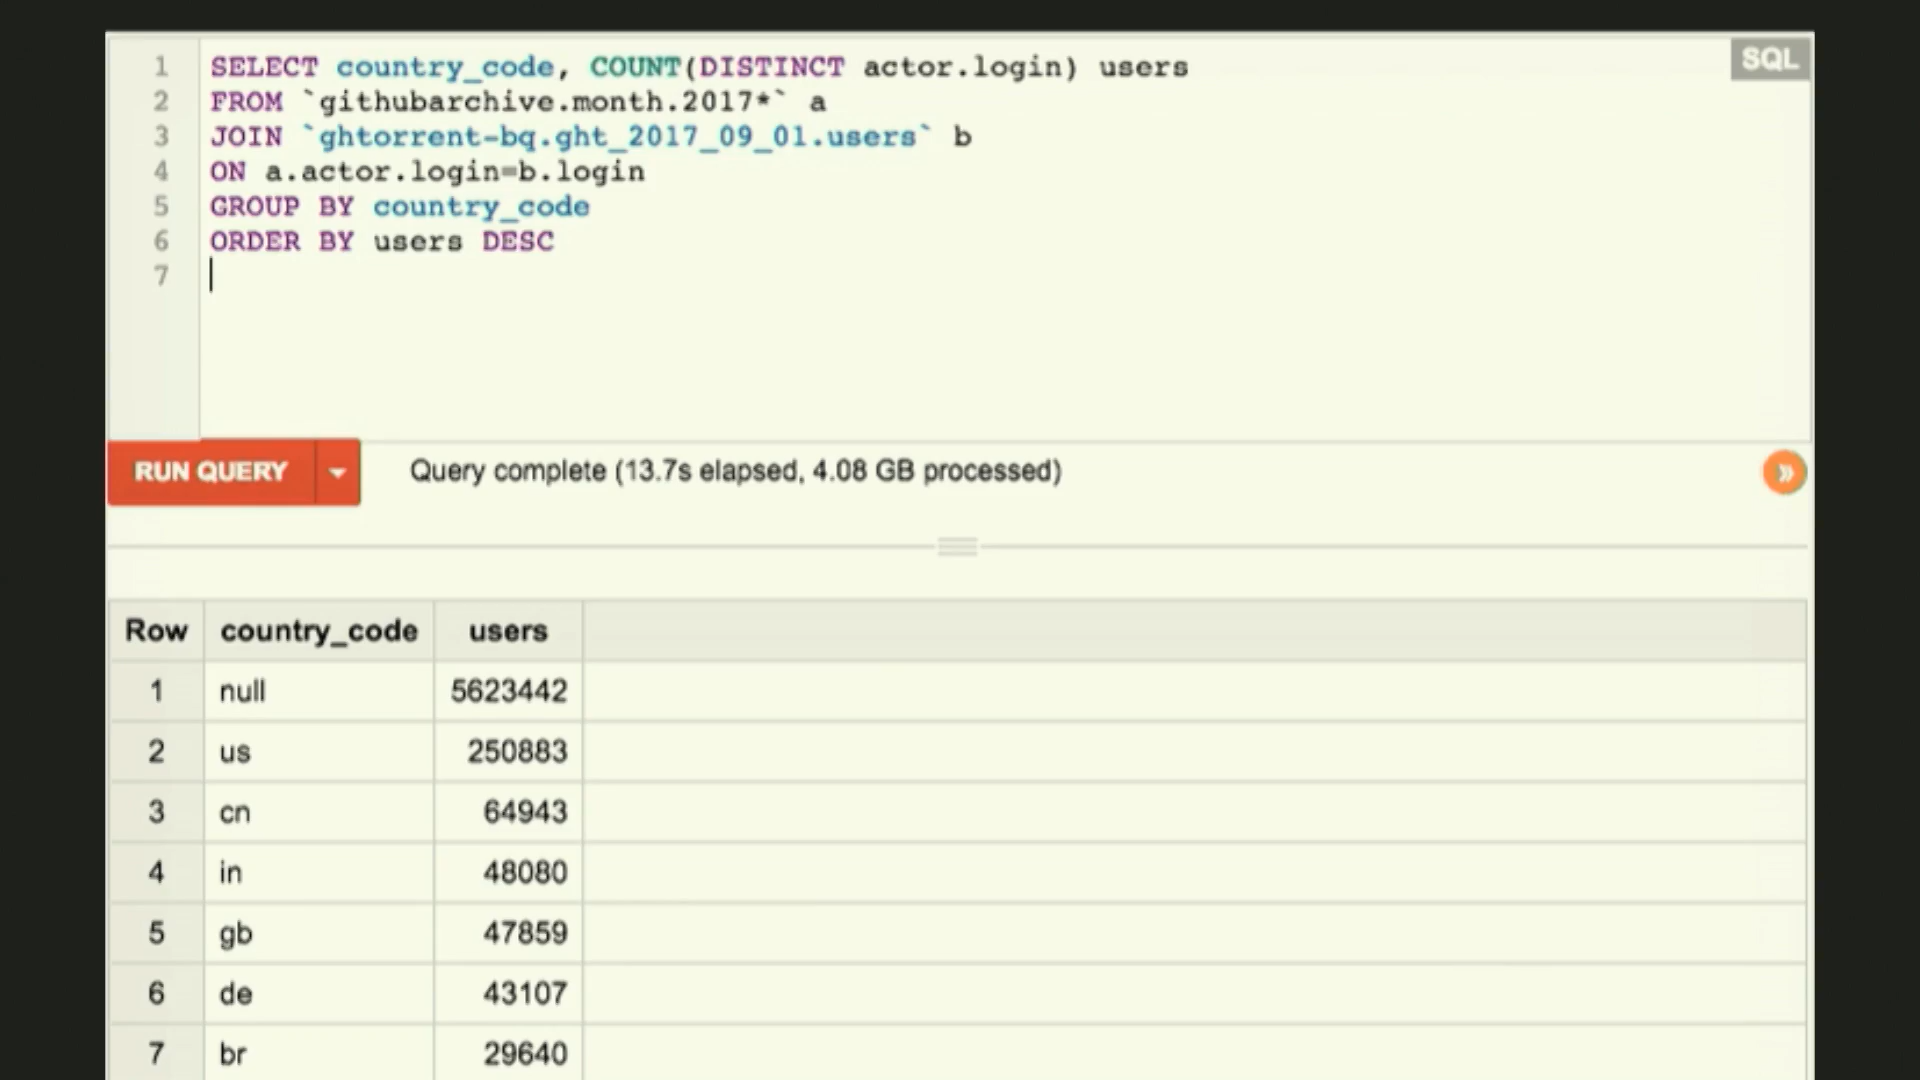 1 SELECT country_code, COUNT(DISTINCT actor.login) users
SQL
2 FROM `githubarchive.month.2017*` a
3 JOIN `ghtorrent-bq.ght_2017_09_01.users` b
4 ON a.actor.login=b.login
5 GROUP BY country_code
6 ORDER BY users DESC
7
RUN QUERY Query complete (13.7s elapsed, 4.08 GB processed) »
Row country_code users
1 null 5623442
2 us 250883
3 cn 64943
4 in 48080
5 gb 47859
6 de 43107
7 br 29640